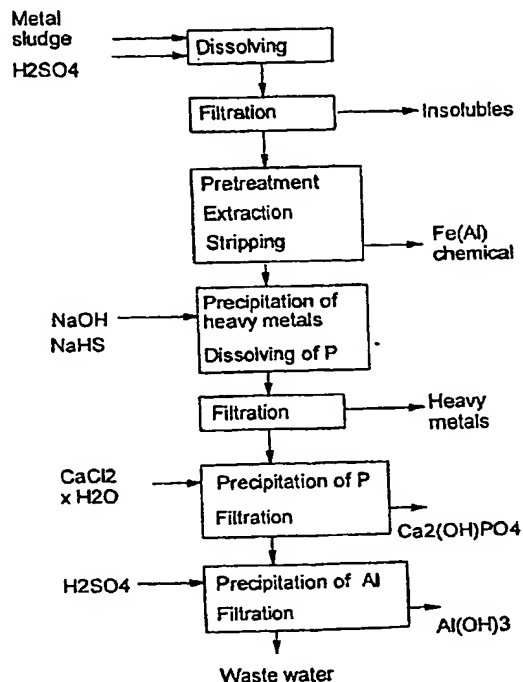 Metal
sludge
H2SO4
Dissolving
Filtration
Insolubles
Pretreatment
Extraction
Stripping
Fe(Al)
chemical
NaOH
NaHS
Precipitation of
heavy metals
Dissolving of P
Filtration
Heavy
metals
CaCl2
x H2O
Precipitation of P
Filtration
Ca2(OH)PO4
H2SO4
Precipitation of Al
Filtration
Al(OH)3
Waste water